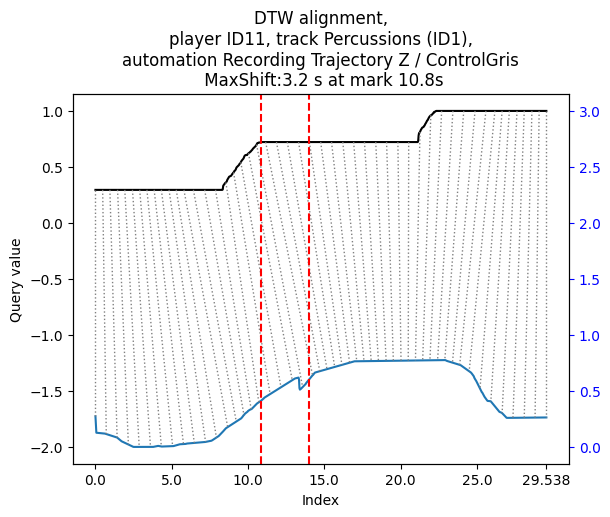 DTW alignment,
player ID11, track Percussions (ID1),
automation Recording Trajectory Z / ControlGris
MaxShift:3.2 s at mark 10.8s
1.0
0.5
0.0
−0.5
−1.0
−1.5
−2.0
Query value
3.0
2.5
2.0
1.5
1.0
0.5
0.0
0.0 5.0 10.0 15.0 20.0 25.0 29.538
Index